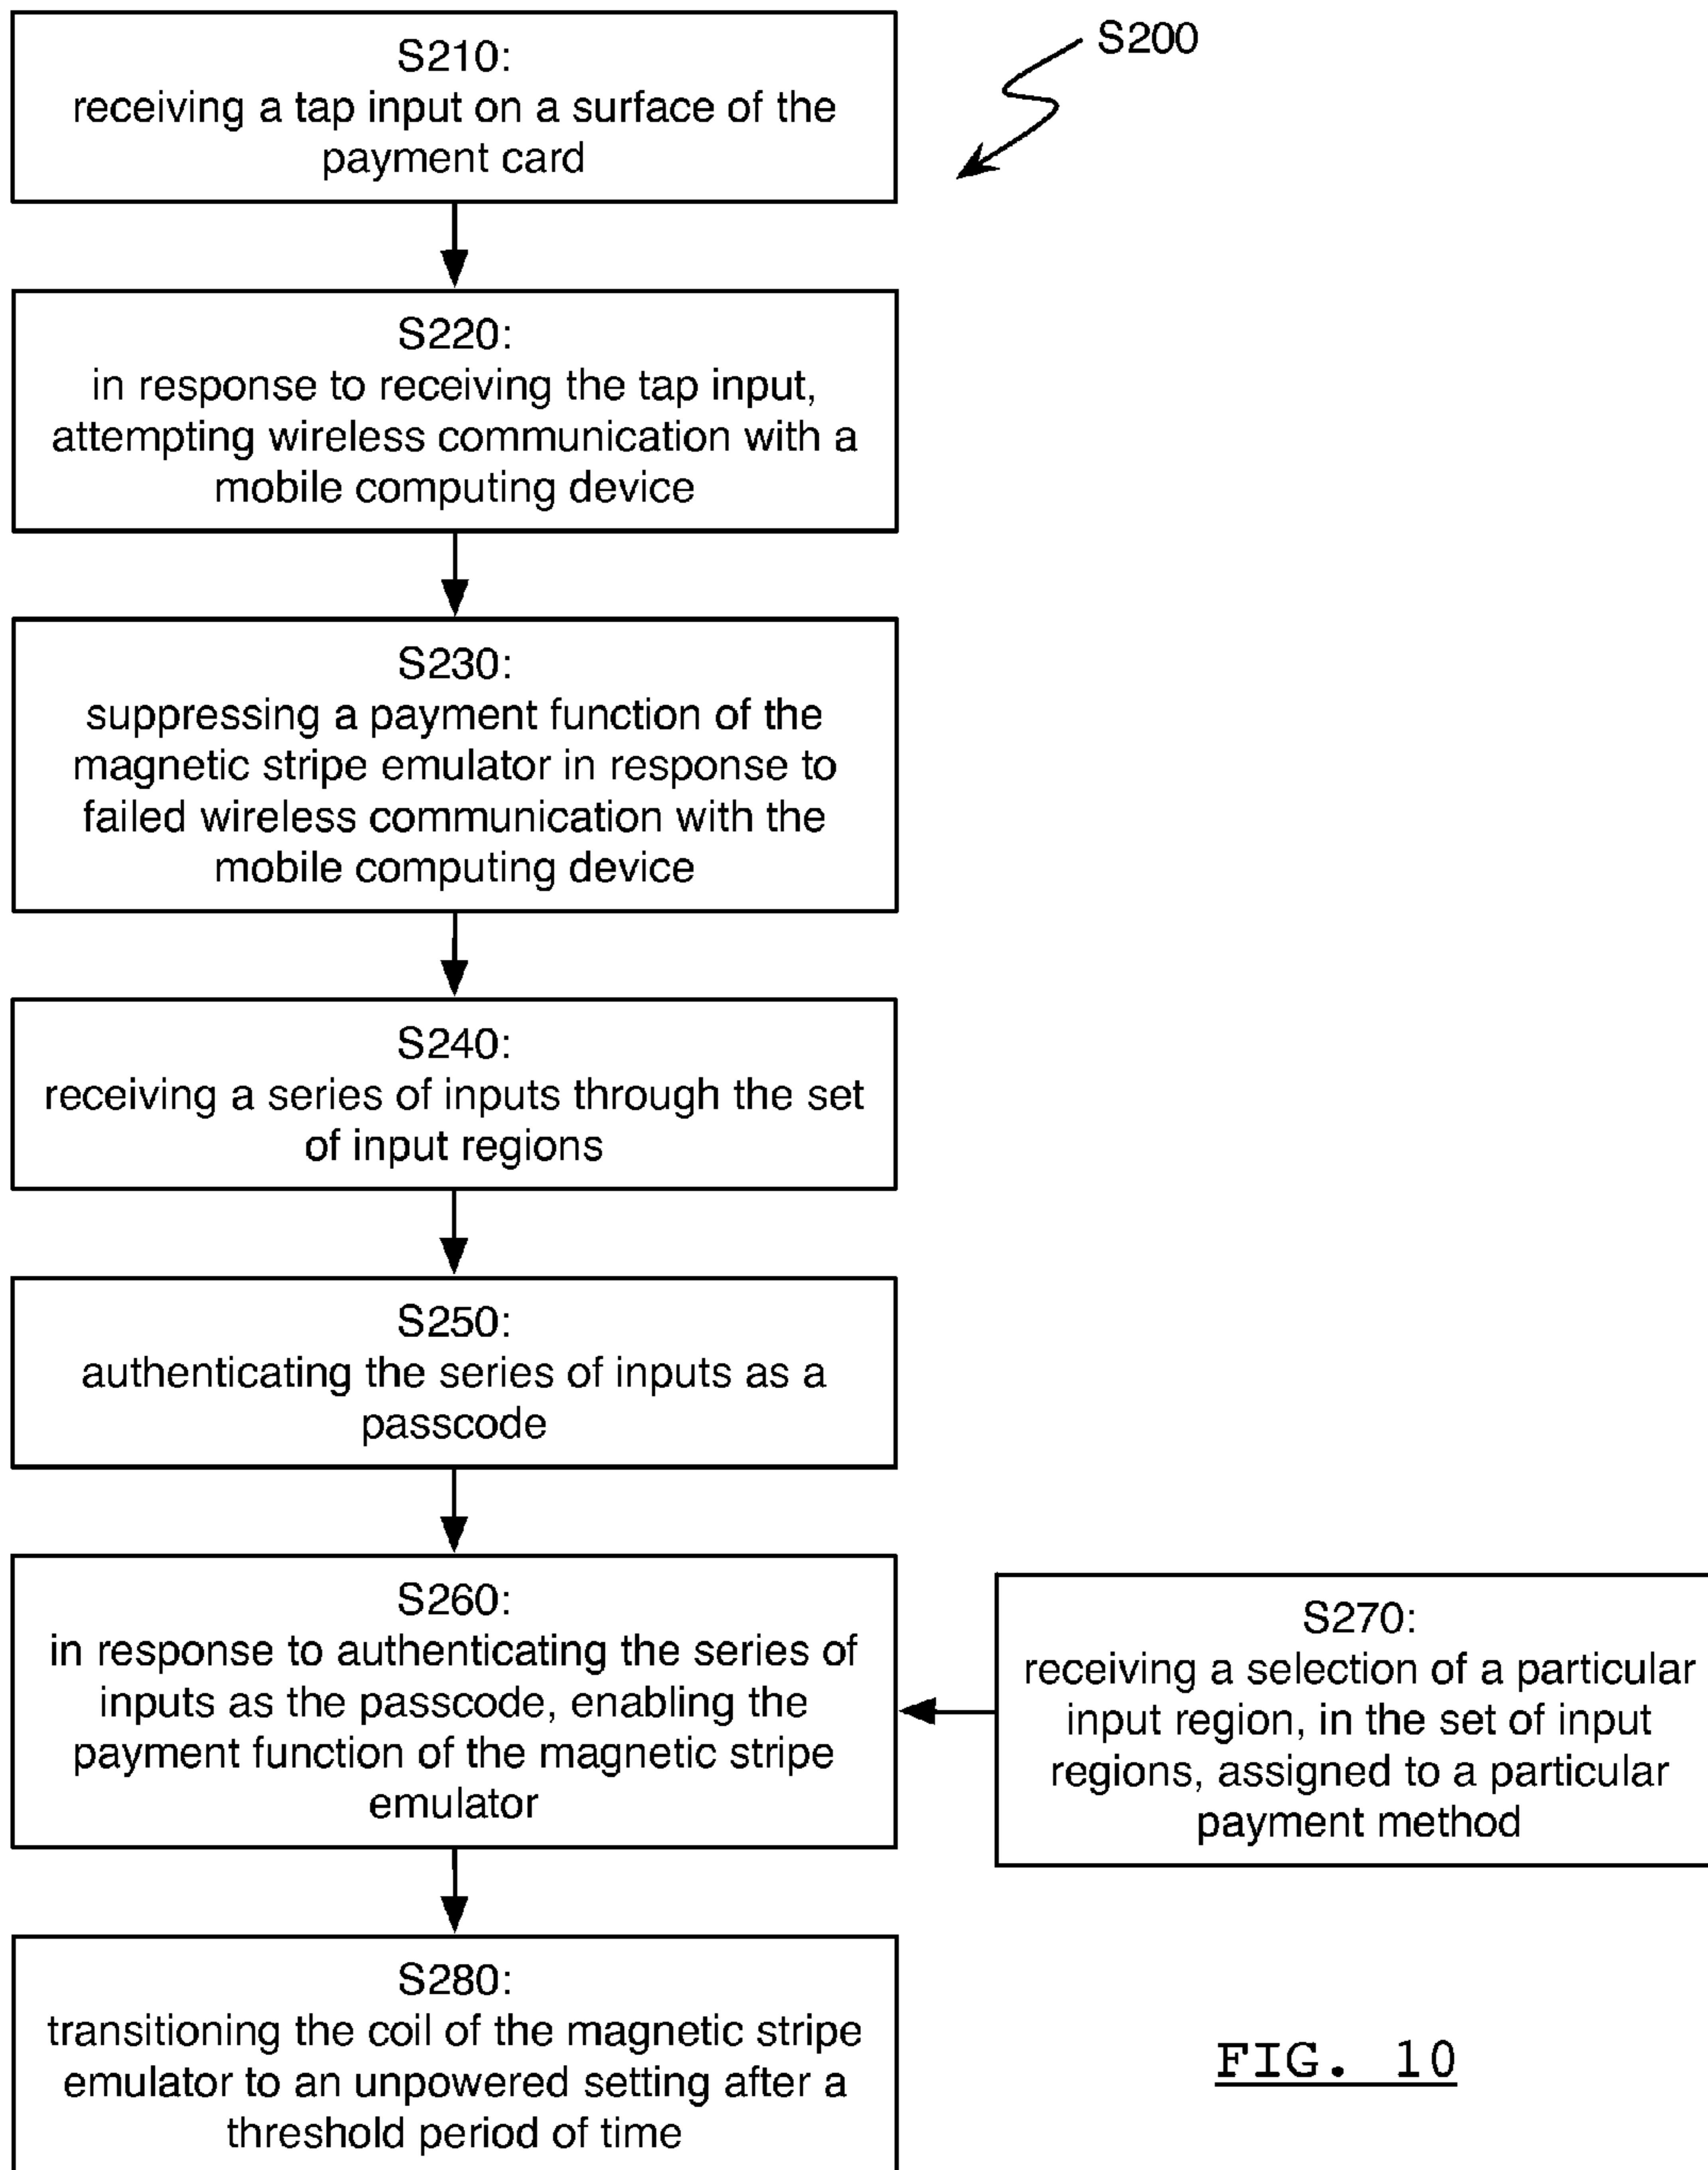 S200
S210:
receiving a tap input on a surface of the
payment card
S220:
in response to receiving the tap input,
attempting wireless communication with a
mobile computing device
S230:
suppressing a payment function of the
magnetic stripe emulator in response to
failed wireless communication with the
mobile computing device
S240:
receiving a series of inputs through the set
of input regions
S250:
authenticating the series of inputs as a
passcode
S260:
in response to authenticating the series of
inputs as the passcode, enabling the
payment function of the magnetic stripe
emulator
S270:
receiving a selection of a particular
input region, in the set of input
regions, assigned to a particular
payment method
S280:
transitioning the coil of the magnetic stripe
emulator to an unpowered setting after a
threshold period of time
FIG. 10